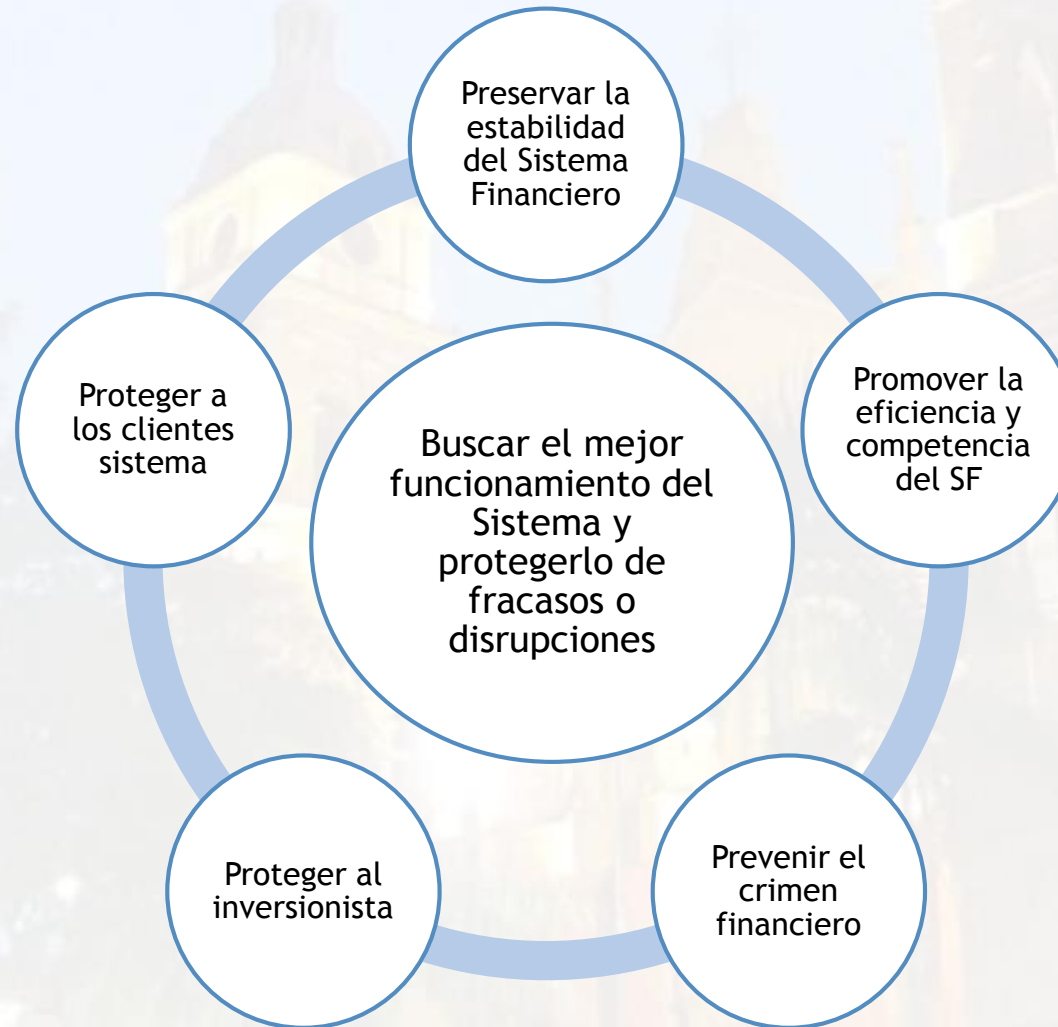 Preservar la
estabilidad
del Sistema
Financiero
Promover la
eficiencia y
competencia
del SF
Prevenir el
crimen
financiero
Proteger al
inversionista
Proteger a
los clientes
sistema
Buscar el mejor
funcionamiento del
Sistema y
protegerlo de
fracasos o
disrupciones